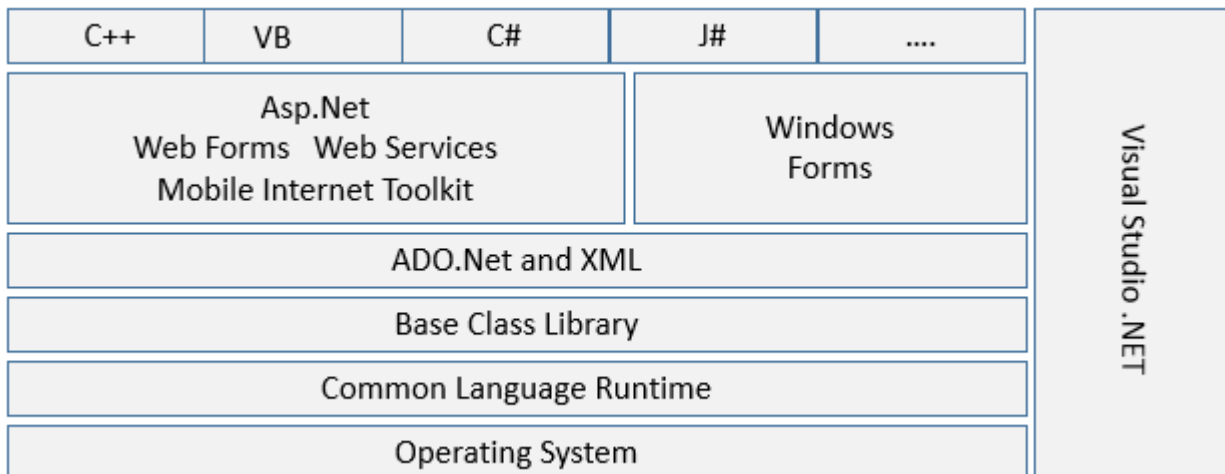 C++ VB C# J# ....
Asp.Net
Web Forms Web Services
Mobile Internet Toolkit
Windows
Forms
ADO.Net and XML
Base Class Library
Common Language Runtime
Operating System
Visual Studio .NET